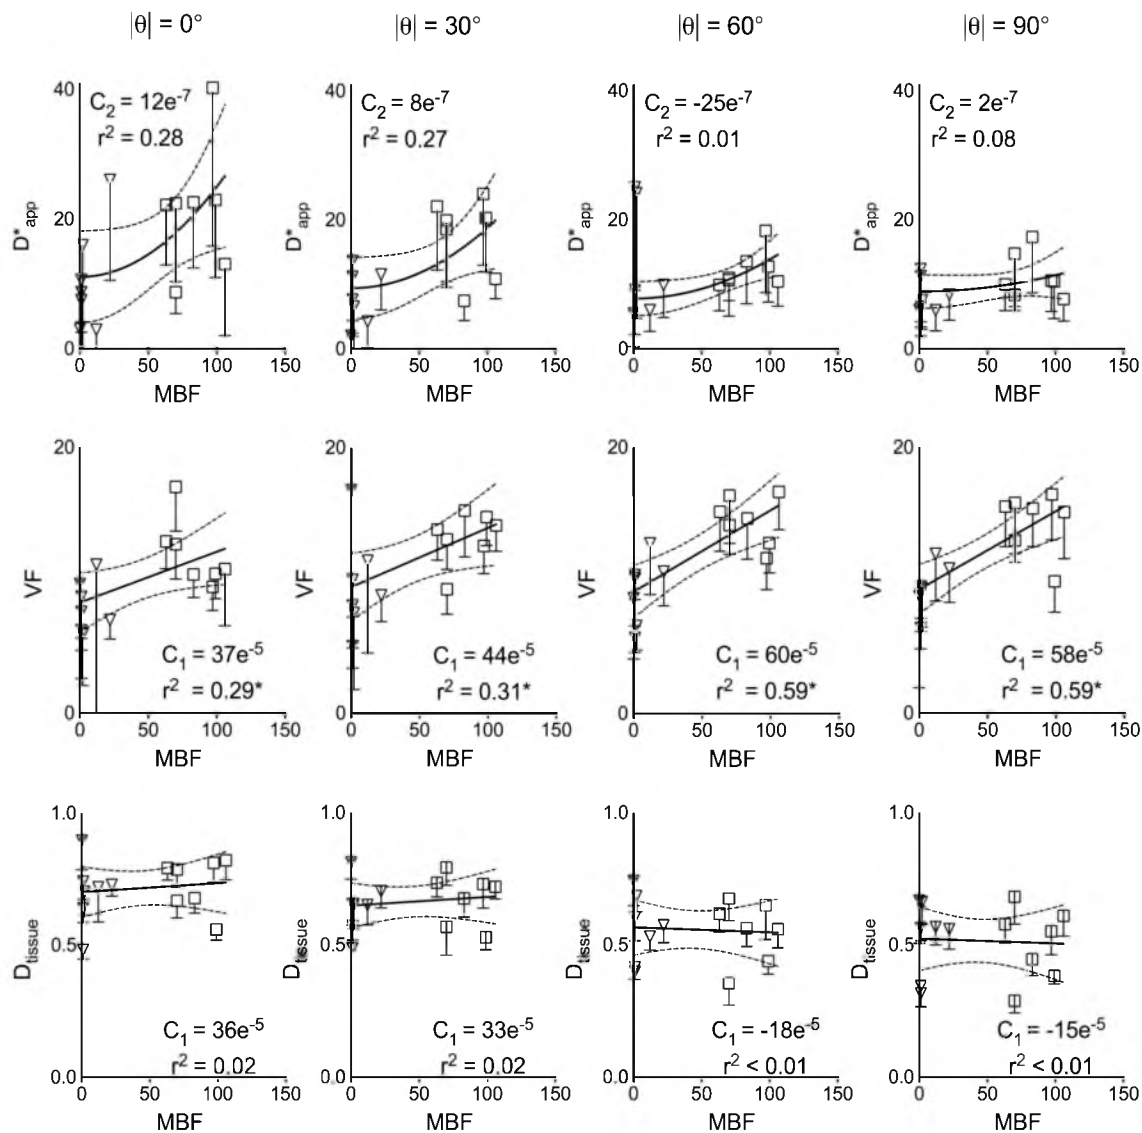 |θ| = 0° |θ| = 30° |θ| = 60° |θ| = 90°
40 40 40 40
C₂ = 12e⁻⁷ C₂ = 8e⁻⁷ C₂ = -25e⁻⁷ C₂ = 2e⁻⁷
r² = 0.28 r² = 0.27 r² = 0.01 r² = 0.08
D*app 20 D*app 20 D*app 20 D*app 20
0 0 0 0
0 50 100 150 0 50 100 150 0 50 100 150 0 50 100 150
MBF MBF MBF MBF
20 20 20 20
VF VF VF VF
C₁ = 37e⁻⁵ C₁ = 44e⁻⁵ C₁ = 60e⁻⁵ C₁ = 58e⁻⁵
r² = 0.29* r² = 0.31* r² = 0.59* r² = 0.59*
0 0 0 0
0 50 100 150 0 50 100 150 0 50 100 150 0 50 100 150
MBF MBF MBF MBF
1.0 1.0 1.0 1.0
Dtissue 0.5 Dtissue 0.5 Dtissue 0.5 Dtissue 0.5
C₁ = 36e⁻⁵ C₁ = 33e⁻⁵ C₁ = -18e⁻⁵ C₁ = -15e⁻⁵
r² = 0.02 r² = 0.02 r² < 0.01 r² < 0.01
0.0 0.0 0.0 0.0
0 50 100 150 0 50 100 150 0 50 100 150 0 50 100 150
MBF MBF MBF MBF